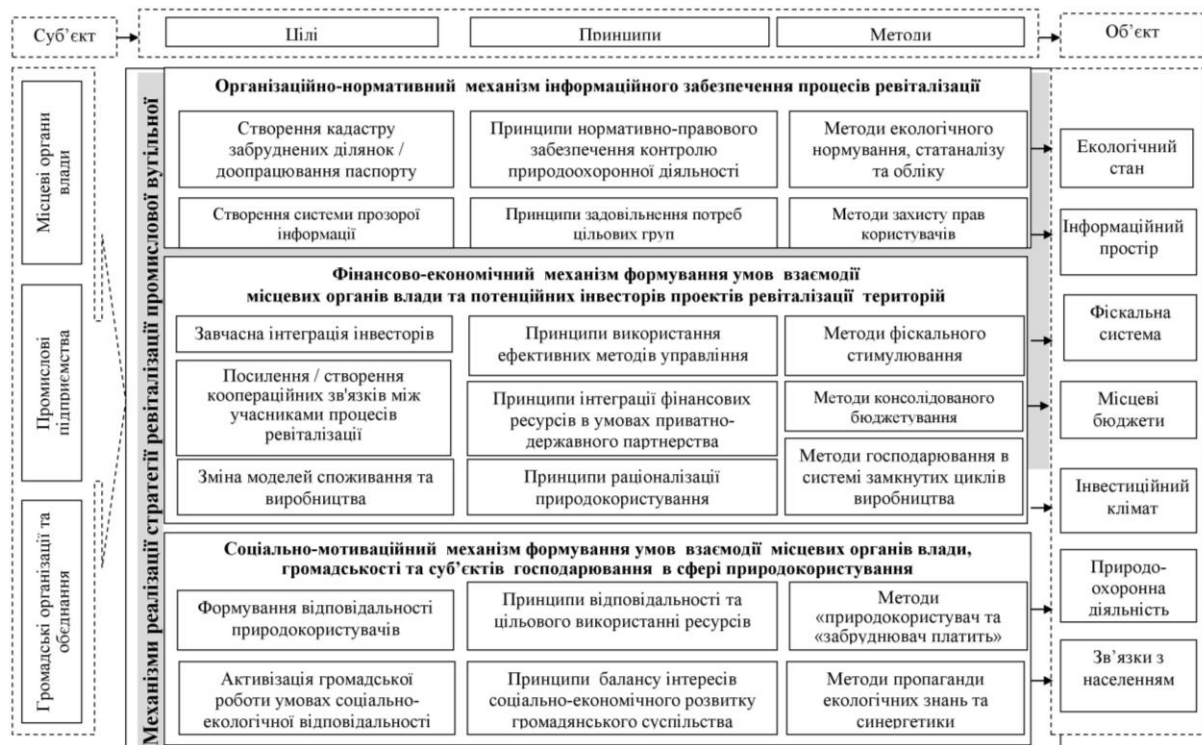 Суб’єкт
Цілі
Принципи
Методи
Об’єкт
Місцеві органи
влади
Промислові
підприємства
Громадські організації та
обєднання
Механізми реалізації стратегії ревіталізації промислової вугільної
Організаційно-нормативний механізм інформаційного забезпечення процесів ревіталізації
Створення кадастру
забруднених ділянок /
доопрацювання паспорту
Принципи нормативно-правового
забезпечення контролю
природоохоронної діяльності
Методи екологічного
нормування, статаналізу
та обліку
Створення системи прозорої
інформації
Принципи задовільнення потреб
цільових груп
Методи захисту прав
користувачів
Фінансово-економічний механізм формування умов взаємодії
місцевих органів влади та потенційних інвесторів проектів ревіталізації територій
Завчасна інтеграція інвесторів
Посилення / створення
коопераційних зв'язків між
учасниками процесів
ревіталізації
Зміна моделей споживання та
виробництва
Принципи використання
ефективних методів управління
Принципи інтеграції фінансових
ресурсів в умовах приватно-
державного партнерства
Принципи раціоналізації
природокористування
Методи фіскального
стимулювання
Методи консолідованого
бюджетування
Методи господарювання в
системі замкнутих циклів
виробництва
Соціально-мотиваційний механізм формування умов взаємодії місцевих органів влади,
громадськості та суб’єктів господарювання в сфері природокористування
Формування відповідальності
природокористувачів
Принципи відповідальності та
цільового використанні ресурсів
Методи
«природокористувач та
«забруднювач платить»
Активізація громадської
роботи умовах соціально-
екологічної відповідальності
Принципи балансу інтересів
соціально-економічного розвитку
громадянського суспільства
Методи пропаганди
екологічних знань та
синергетики
Екологічний
стан
Інформаційний
простір
Фіскальна
система
Місцеві
бюджети
Інвестиційний
клімат
Природо-
охоронна
діяльність
Зв’язки з
населенням